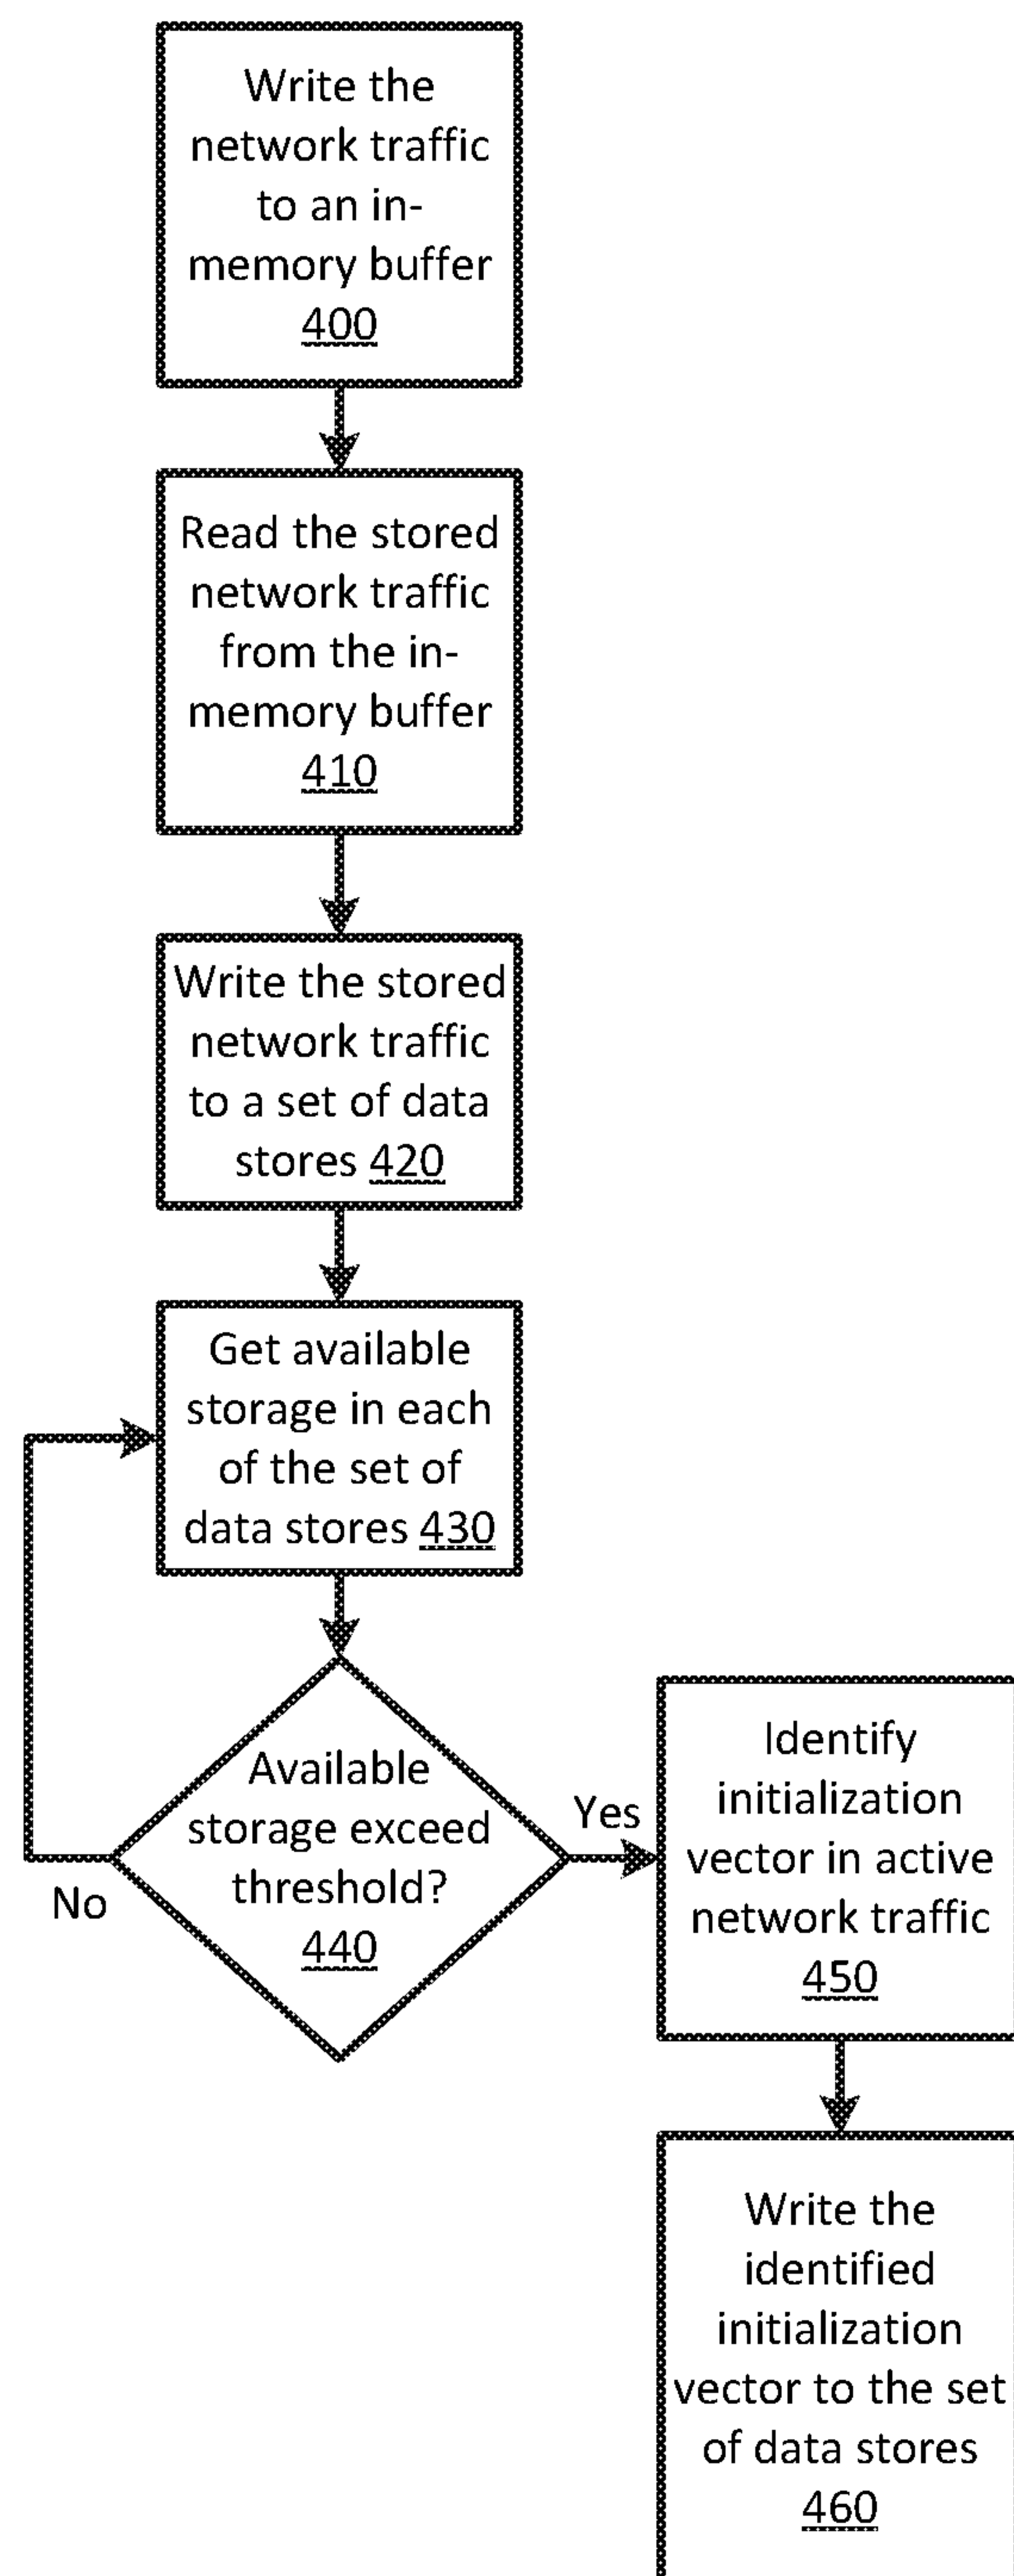 Write the
network traffic
to an in-
memory buffer
400
Read the stored
network traffic
from the in-
memory buffer
410
Write the stored
network traffic
to a set of data
stores 420
Get available
storage in each
of the set of
data stores 430
Available
storage exceed
threshold?
440
No
Yes
Identify
initialization
vector in active
network traffic
450
Write the
identified
initialization
vector to the set
of data stores
460